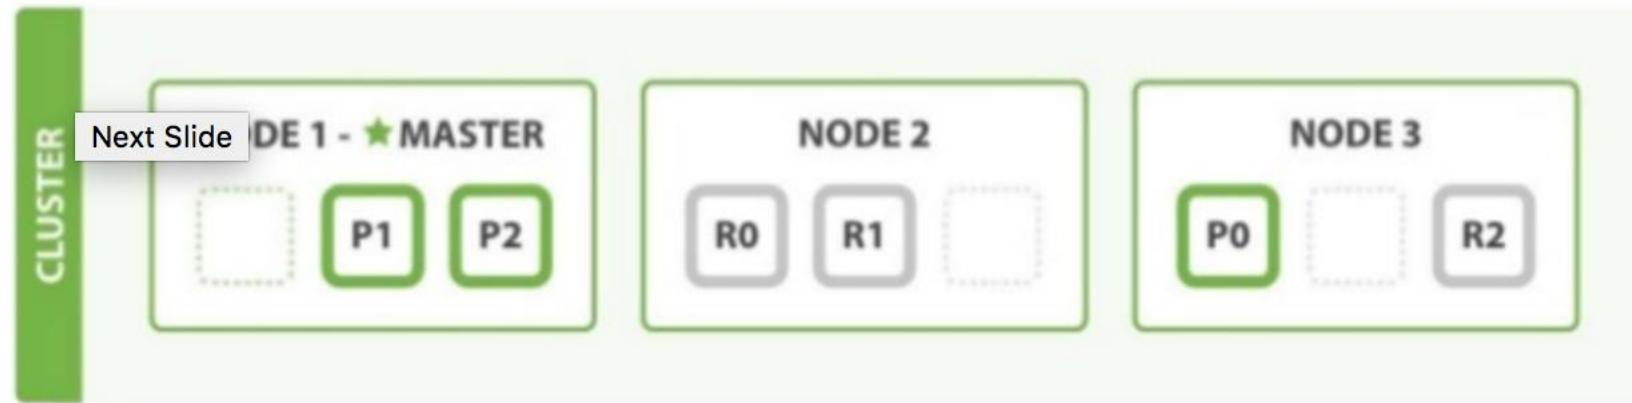 CLUSTER
Next Slide
DE 1 - ★MASTER
P1
P2
NODE 2
R0
R1
NODE 3
P0
R2